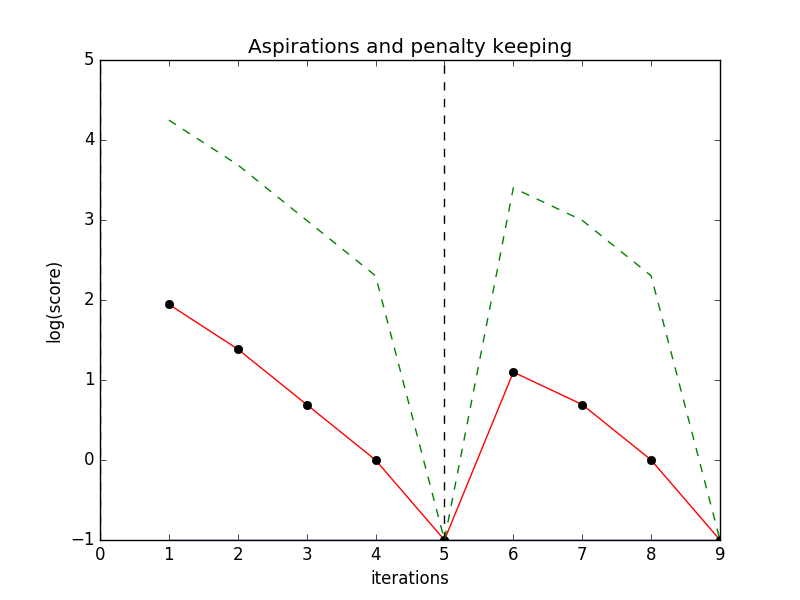 Aspirations and penalty keeping
5
4
3
2
1
0
−1
0 1 2 3 4 5 6 7 8 9
log(score)
iterations